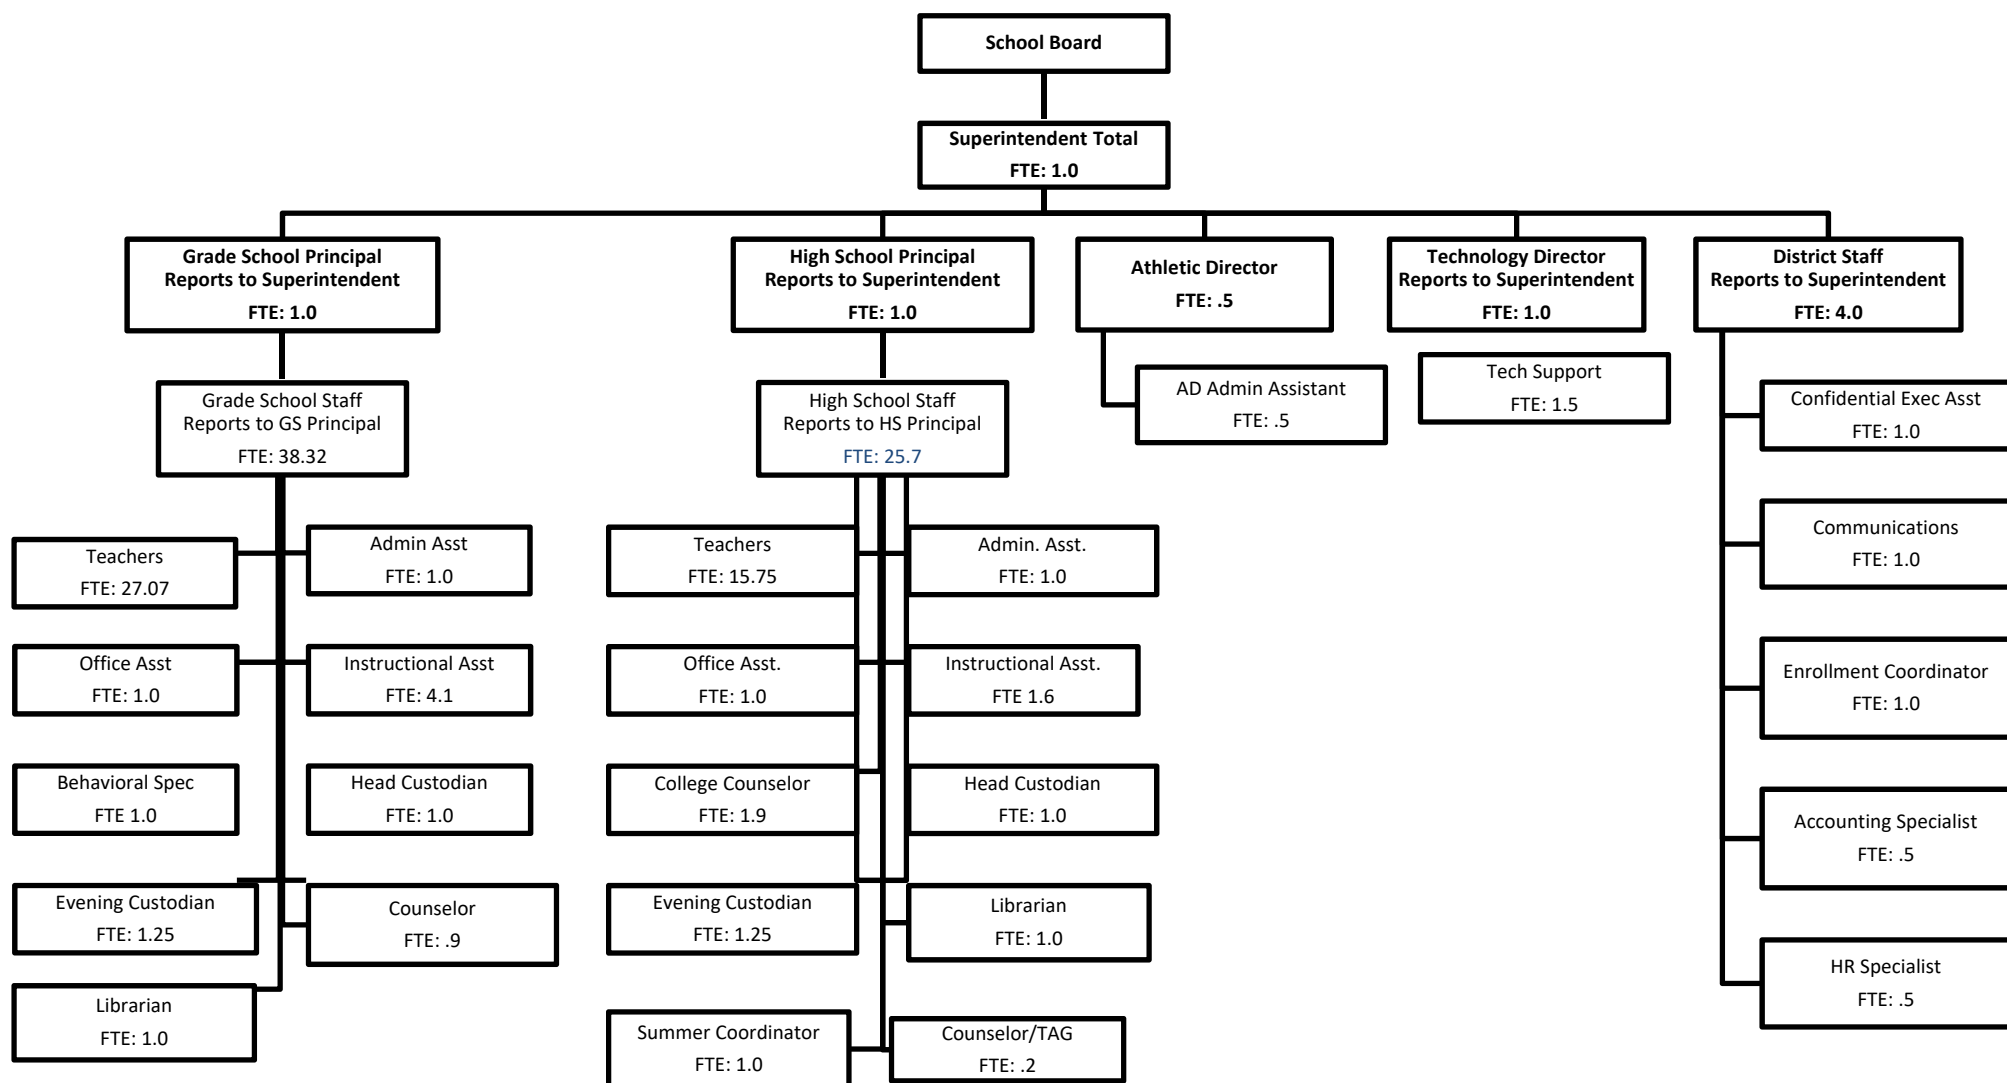 School Board
Superintendent Total
FTE: 1.0
Grade School Principal
Reports to Superintendent
FTE: 1.0
High School Principal
Reports to Superintendent
FTE: 1.0
Athletic Director
FTE: .5
Technology Director
Reports to Superintendent
FTE: 1.0
District Staff
Reports to Superintendent
FTE: 4.0
Grade School Staff
Reports to GS Principal
FTE: 38.32
High School Staff
Reports to HS Principal
FTE: 25.7
AD Admin Assistant
FTE: .5
Tech Support
FTE: 1.5
Confidential Exec Asst
FTE: 1.0
Teachers
FTE: 27.07
Admin Asst
FTE: 1.0
Teachers
FTE: 15.75
Admin. Asst.
FTE: 1.0
Communications
FTE: 1.0
Office Asst
FTE: 1.0
Instructional Asst
FTE: 4.1
Office Asst.
FTE: 1.0
Instructional Asst.
FTE 1.6
Enrollment Coordinator
FTE: 1.0
Behavioral Spec
FTE 1.0
Head Custodian
FTE: 1.0
College Counselor
FTE: 1.9
Head Custodian
FTE: 1.0
Accounting Specialist
FTE: .5
Evening Custodian
FTE: 1.25
Counselor
FTE: .9
Evening Custodian
FTE: 1.25
Librarian
FTE: 1.0
HR Specialist
FTE: .5
Librarian
FTE: 1.0
Summer Coordinator
FTE: 1.0
Counselor/TAG
FTE: .2